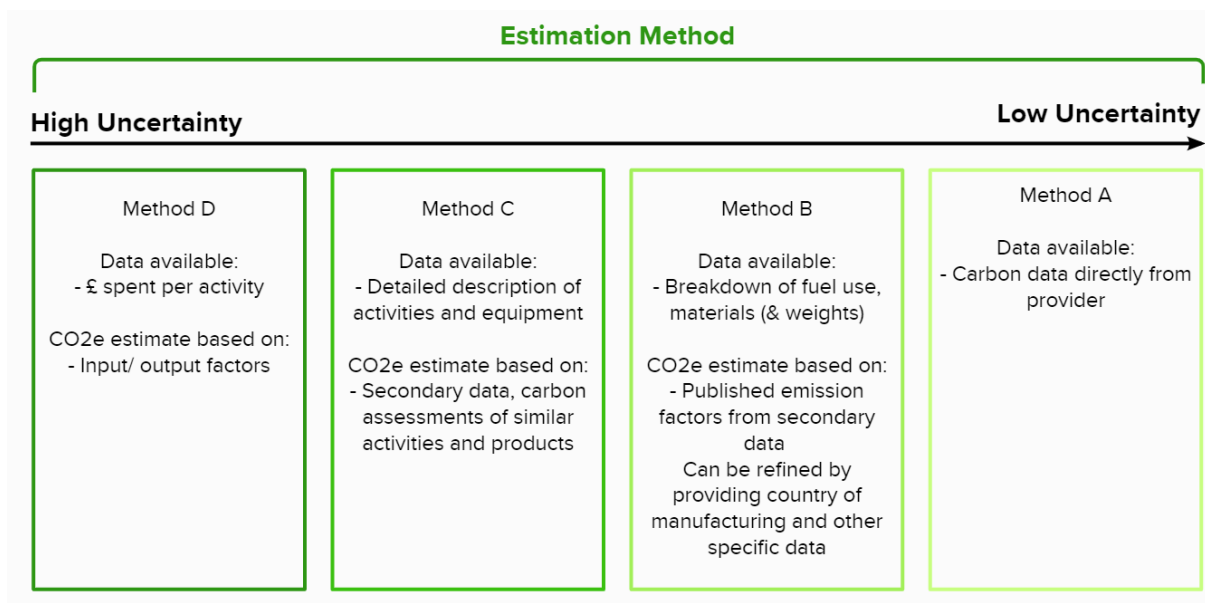 Estimation Method
High Uncertainty
Low Uncertainty
Method D
Data available:
- £ spent per activity
CO2e estimate based on:
- Input/ output factors
Method C
Data available:
- Detailed description of
activities and equipment
CO2e estimate based on:
- Secondary data, carbon
assessments of similar
activities and products
Method B
Data available:
- Breakdown of fuel use,
materials (& weights)
CO2e estimate based on:
- Published emission
factors from secondary
data
Can be refined by
providing country of
manufacturing and other
specific data
Method A
Data available:
- Carbon data directly from
provider